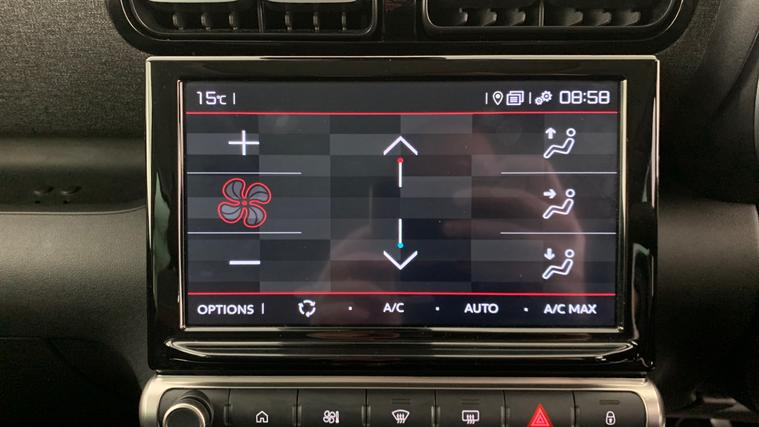 15°C 08:58
OPTIONS A/C AUTO A/C MAX